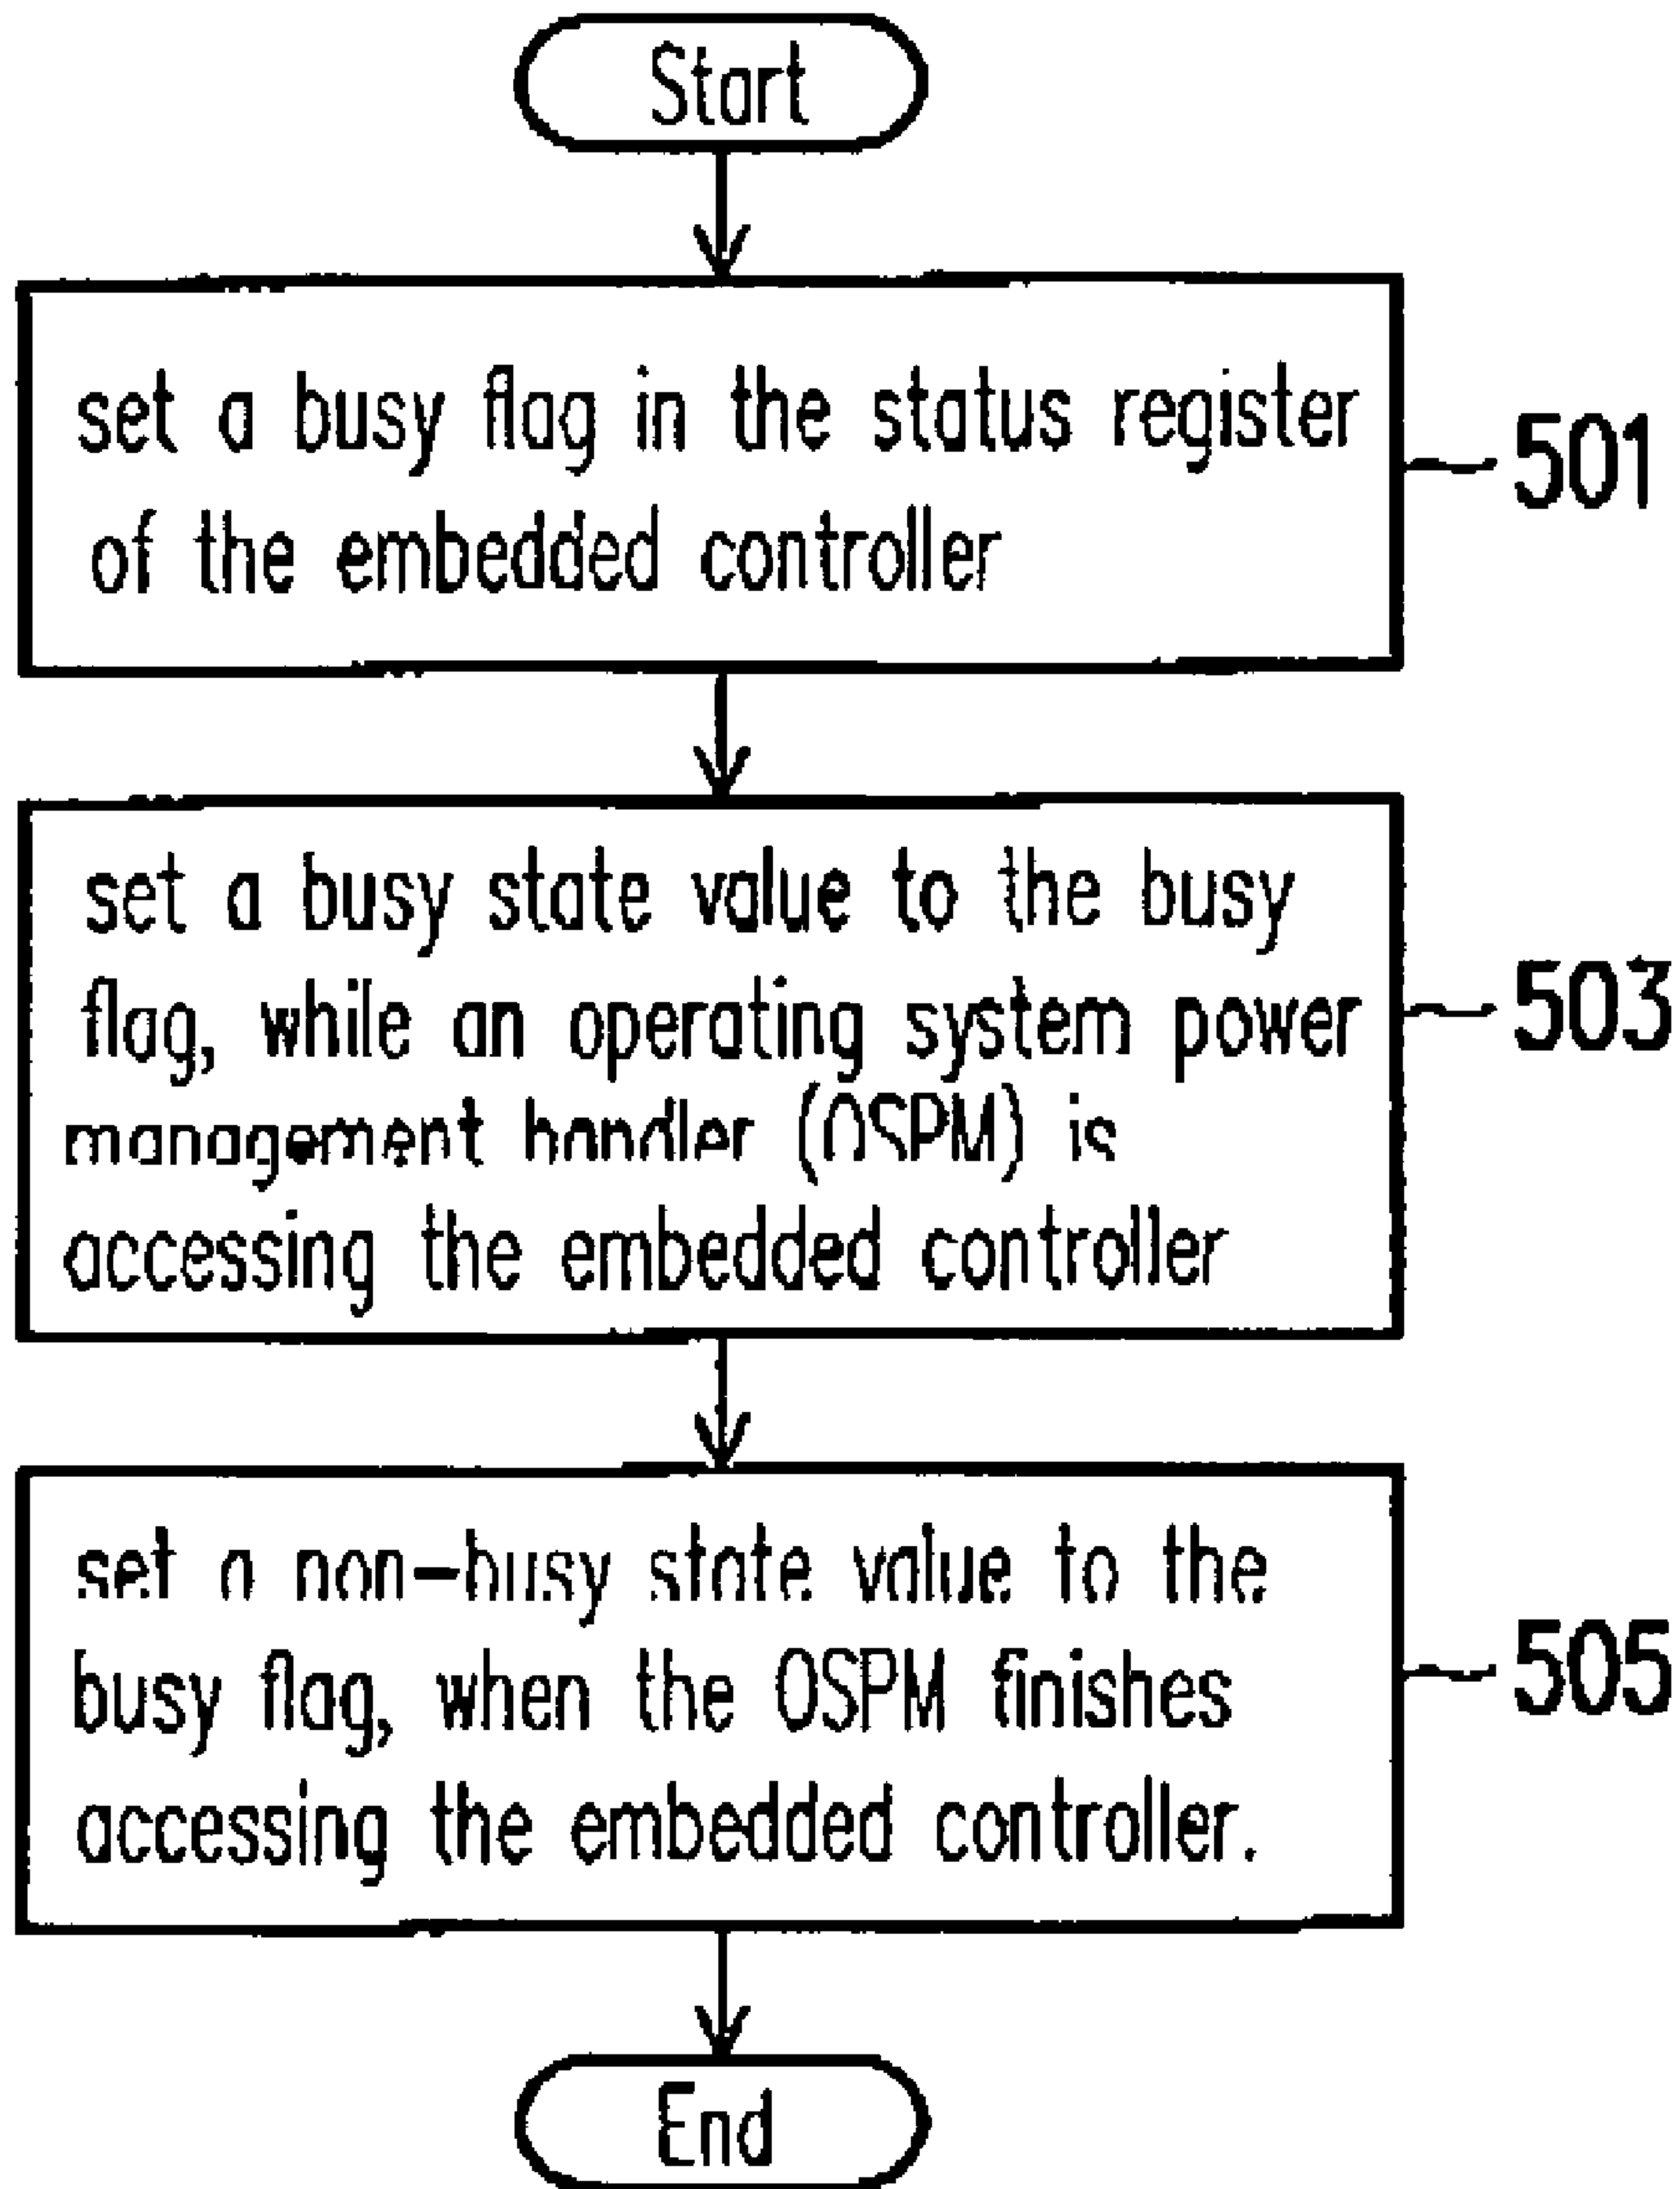 Start
set a busy flag in the status register
of the embedded controller
501
set a busy state value to the busy
flag, while an operating system power
management handler (OSPM) is
accessing the embedded controller
503
set a non-busy state value to the
busy flag, when the OSPM finishes
accessing the embedded controller.
505
End